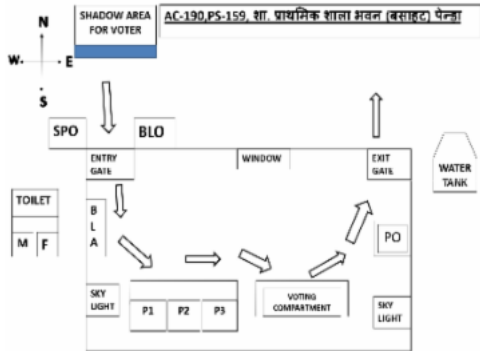 N
SHADOW AREA
FOR VOTER
AC-190,PS-159, शा. प्राथमिक शाला भवन (बसाहट) पेन्ड्रा
W
E
S
SPO
BLO
ENTRY
GATE
WINDOW
EXIT
GATE
WATER
TANK
TOILET
M F
B
L
A
PO
SKY
LIGHT
P1 P2 P3
VOTING
COMPARTMENT
SKY
LIGHT